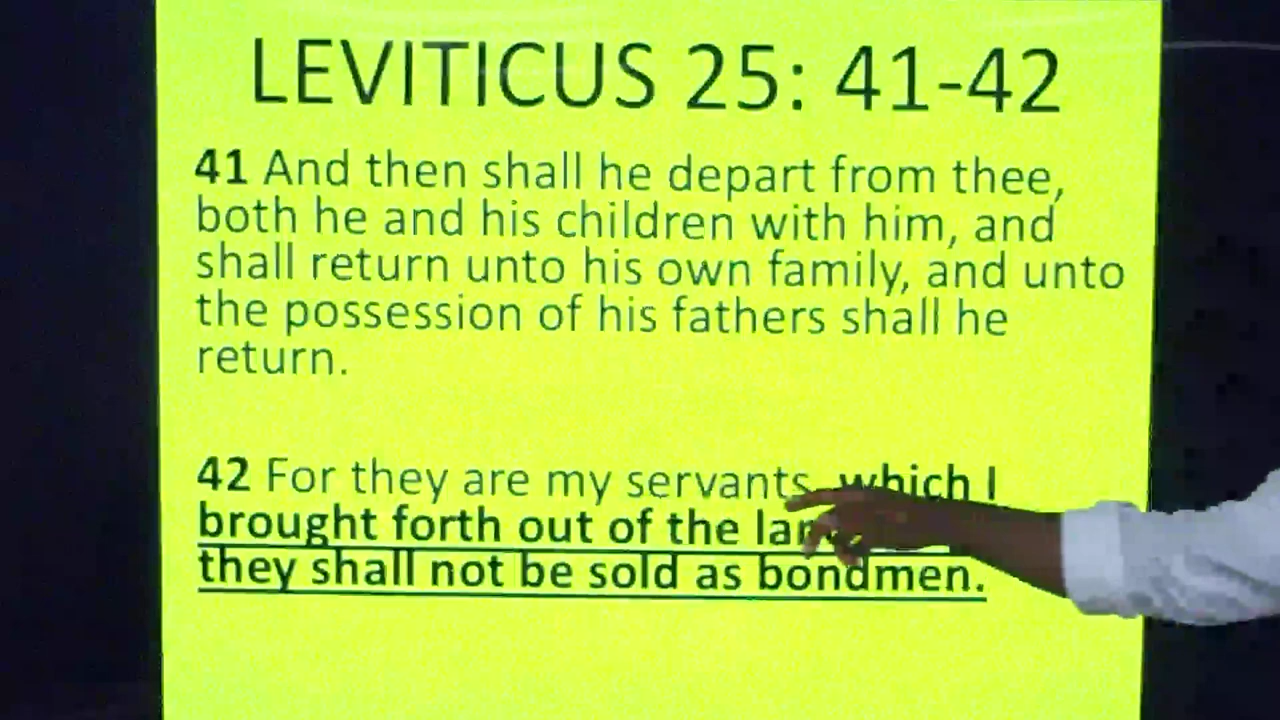 LEVITICUS 25: 41-42
41 And then shall he depart from thee,
both he and his children with him, and
shall return unto his own family, and unto
the possession of his fathers shall he
return.
42 For they are my servants, which I
brought forth out of the
they shall not be sold as bondmen.